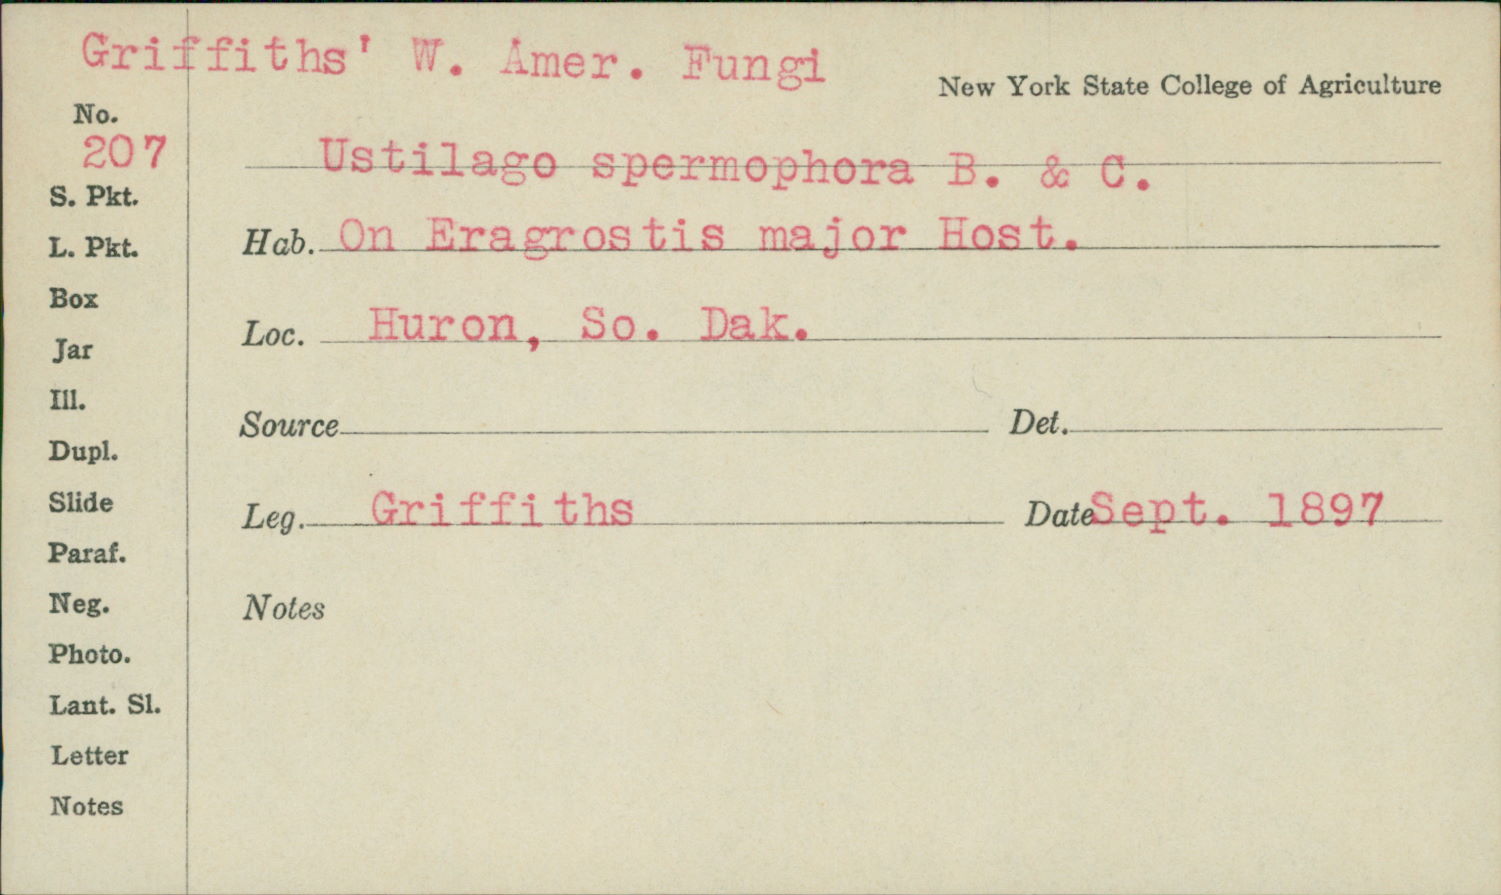 Griffiths' W. Amer. Fungi
New York State College of Agriculture
No.
207
Ustilago spermophora B. & C.
S. Pkt.
Hab. On Eragrostis major Host.
L. Pkt.
Box
Loc. Huron, So. Dak.
Jar
Ill.
Source Det.
Dupl.
Slide
Leg. Griffiths Date Sept. 1897
Paraf.
Neg.
Notes
Photo.
Lant. Sl.
Letter
Notes